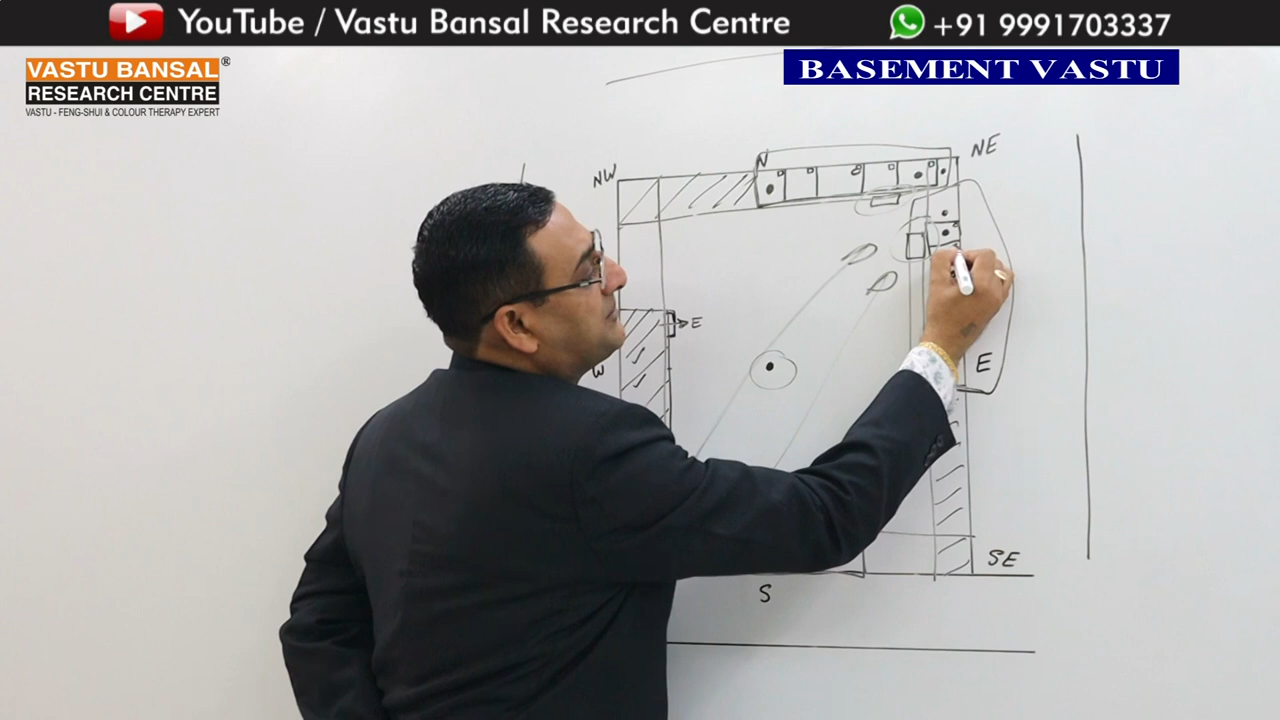 YouTube / Vastu Bansal Research Centre
+91 9991703337
VASTU BANSAL®
RESEARCH CENTRE
VASTU - FENG-SHUI & COLOUR THERAPY EXPERT
BASEMENT VASTU
NW
N
NE
E
W
E
SE
S